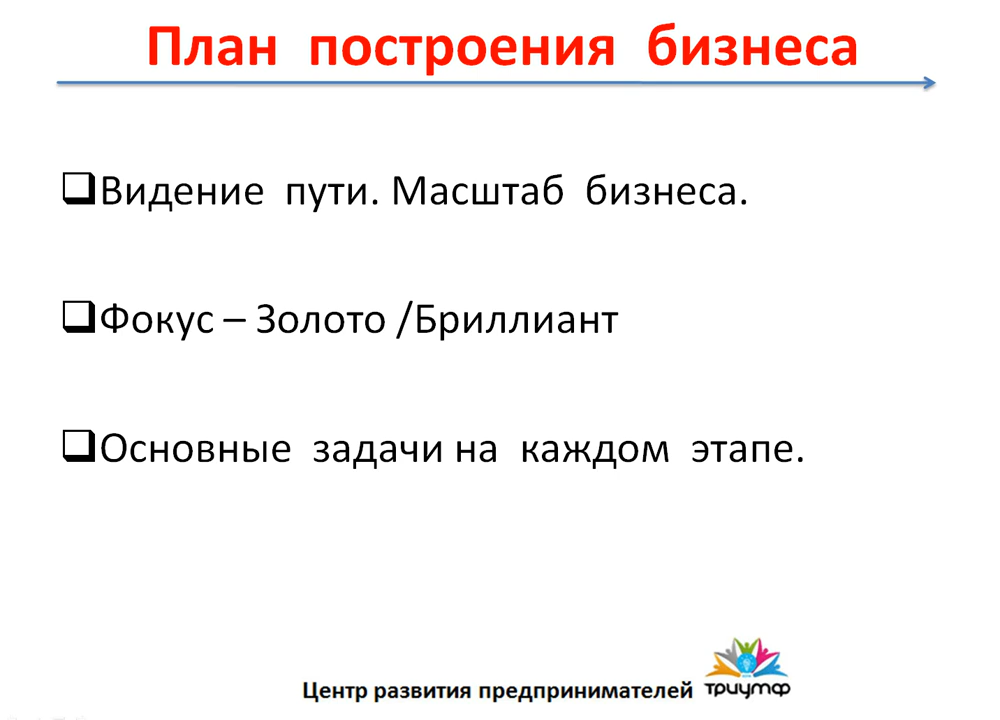 План построения бизнеса
Видение пути. Масштаб бизнеса.
Фокус – Золото /Бриллиант
Основные задачи на каждом этапе.
Центр развития предпринимателей триумф